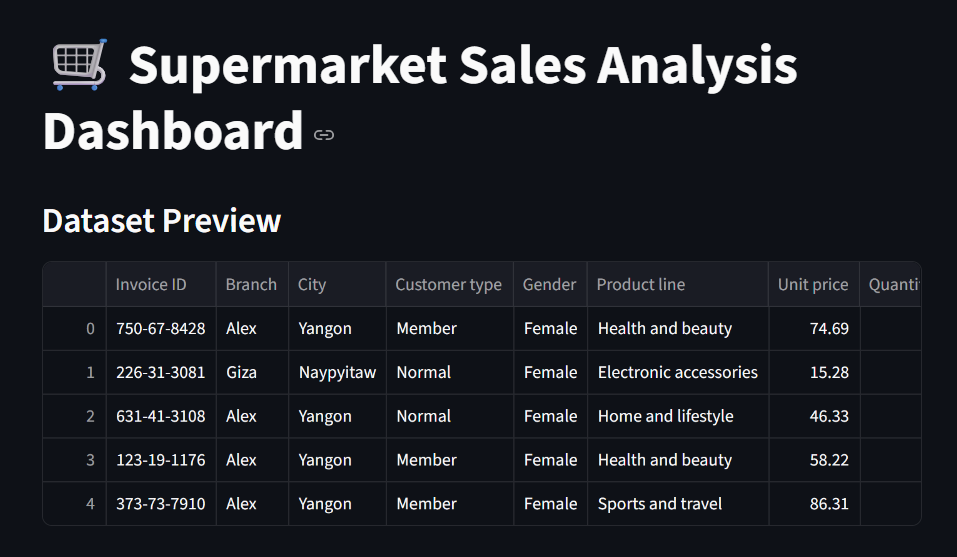 Supermarket Sales Analysis
Dashboard
Dataset Preview
Invoice ID Branch City Customer type Gender Product line Unit price Quanti
0 750-67-8428 Alex Yangon Member Female Health and beauty 74.69
1 226-31-3081 Giza Naypyitaw Normal Female Electronic accessories 15.28
2 631-41-3108 Alex Yangon Normal Female Home and lifestyle 46.33
3 123-19-1176 Alex Yangon Member Female Health and beauty 58.22
4 373-73-7910 Alex Yangon Member Female Sports and travel 86.31